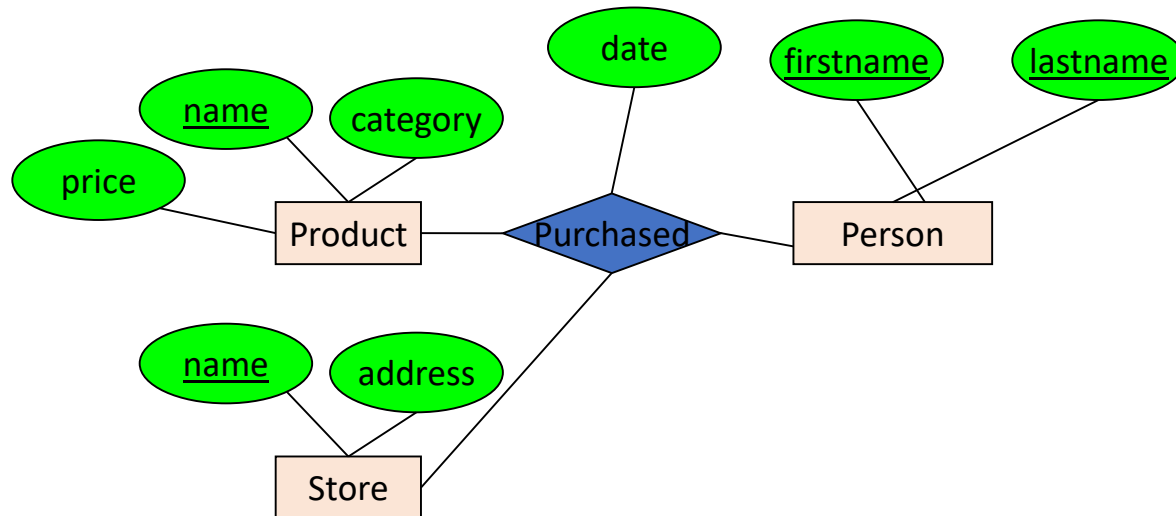 date
firstname
lastname
name
category
price
Product
Purchased
Person
name
address
Store